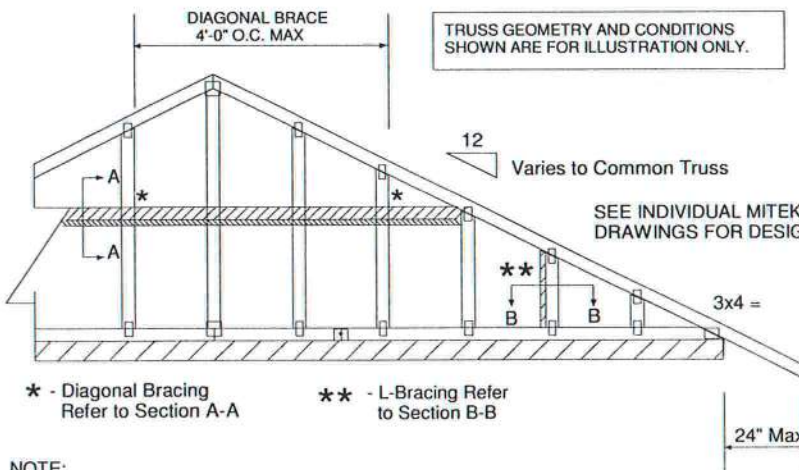 DIAGONAL BRACE
4'-0" O.C. MAX
TRUSS GEOMETRY AND CONDITIONS
SHOWN ARE FOR ILLUSTRATION ONLY.
12
Varies to Common Truss
A
*
*
SEE INDIVIDUAL MITEK
DRAWINGS FOR DESIG
A
**
B
B
3x4 =
* - Diagonal Bracing
Refer to Section A-A
** - L-Bracing Refer
to Section B-B
24" Max
NOTE: